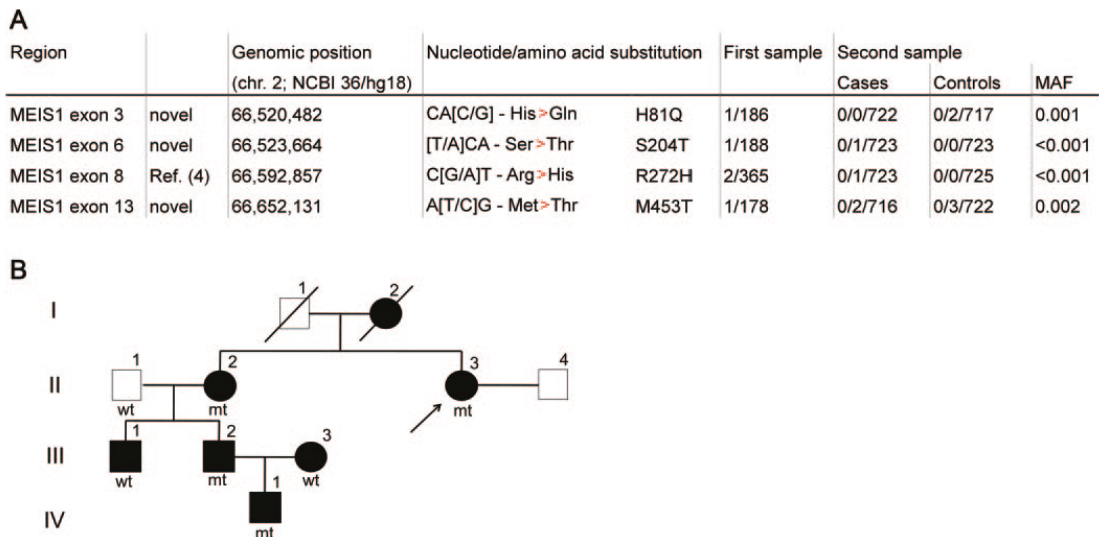 A
Region Genomic position Nucleotide/amino acid substitution First sample Second sample
(chr. 2; NCBI 36/hg18) Cases Controls MAF
MEIS1 exon 3 novel 66,520,482 CA[C/G] - His > Gln H81Q 1/186 0/0/722 0/2/717 0.001
MEIS1 exon 6 novel 66,523,664 [T/A]CA - Ser > Thr S204T 1/188 0/1/723 0/0/723 <0.001
MEIS1 exon 8 Ref. (4) 66,592,857 C[G/A]T - Arg > His R272H 2/365 0/1/723 0/0/725 <0.001
MEIS1 exon 13 novel 66,652,131 A[T/C]G - Met > Thr M453T 1/178 0/2/716 0/3/722 0.002
B
I 1 2
II 1 2 3 4
wt mt mt
III 1 2 3
wt mt wt
IV 1
mt